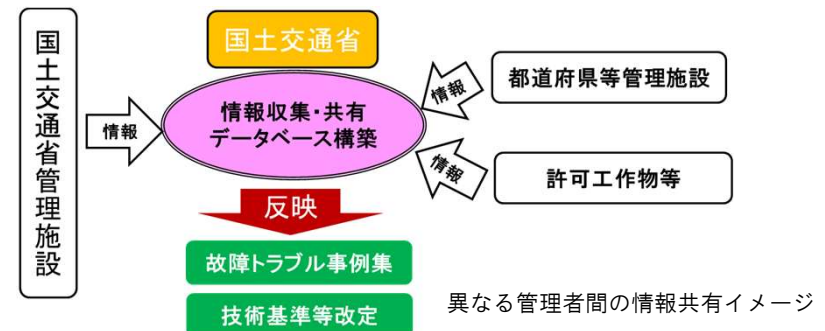 国土交通省管理施設
国土交通省
情報収集・共有
データベース構築
情報
情報
情報
都道府県等管理施設
許可工作物等
反映
故障トラブル事例集
技術基準等改定
異なる管理者間の情報共有イメージ